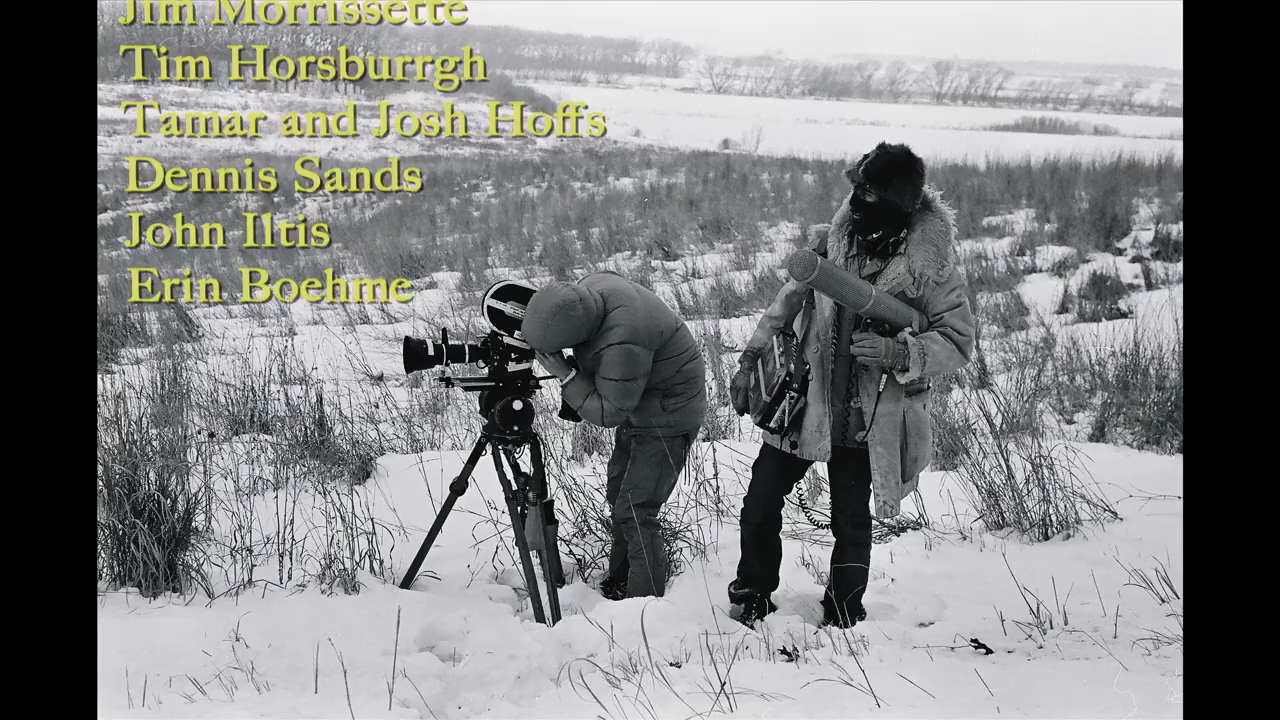 Jim Morrissette
Tim Horsburrgh
Tamar and Josh Hoffs
Dennis Sands
John Iltis
Erin Boehme